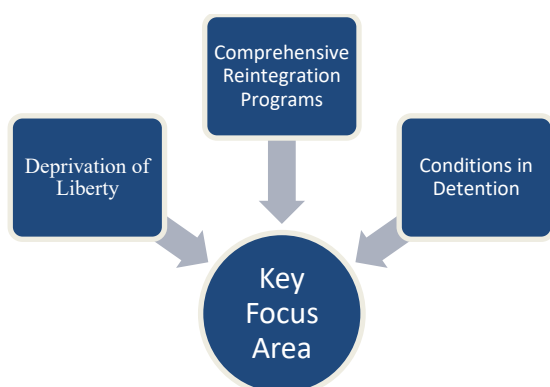 Comprehensive
Reintegration
Programs
Deprivation of
Liberty
Conditions in
Detention
Key
Focus
Area